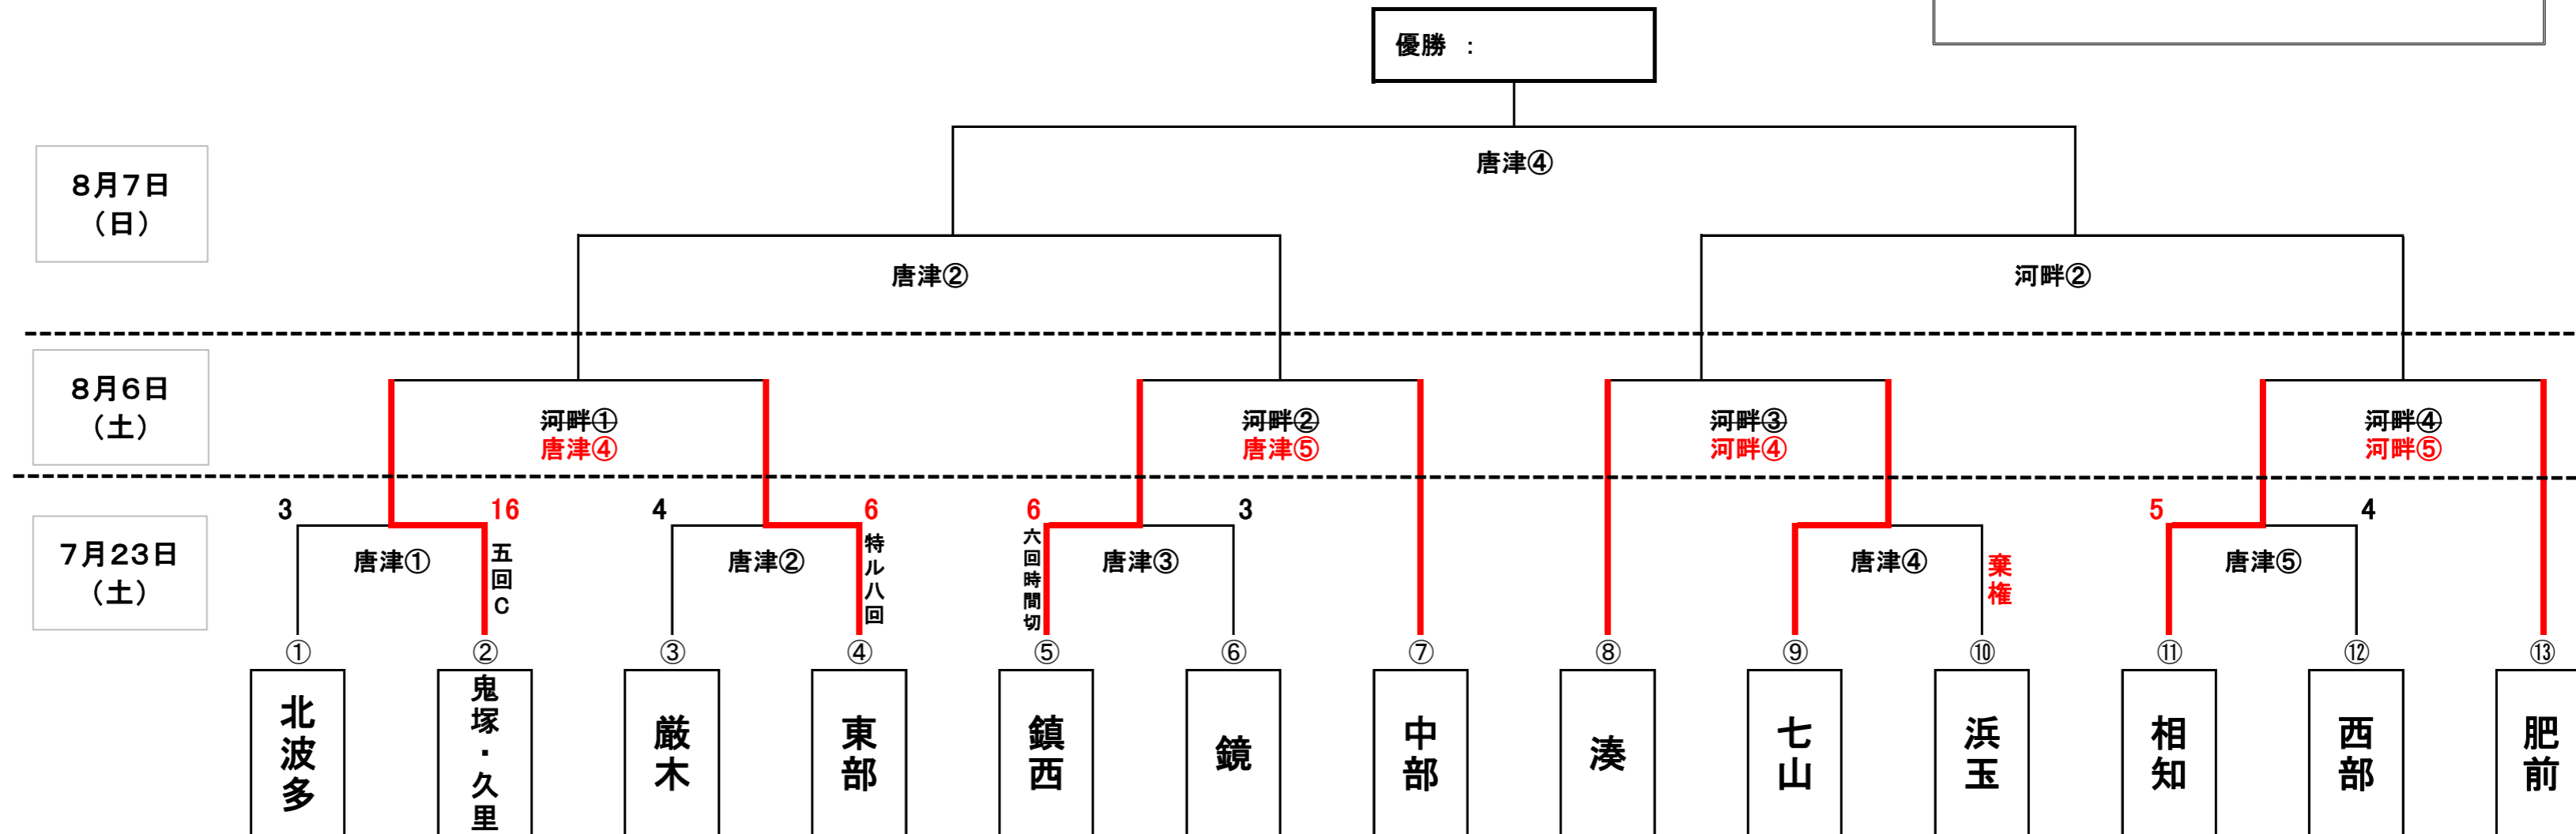 優勝 ：
唐津④
8月7日
（日）
唐津②
河畔②
8月6日
（土）
河畔①
唐津④
河畔②
唐津⑤
河畔③
河畔④
河畔④
河畔⑤
3
16
4
6
6
3
5
4
7月23日
（土）
唐津①
五回C
唐津②
特ル八回
六回時間切
唐津③
唐津④
棄権
唐津⑤
①
②
③
④
⑤
⑥
⑦
⑧
⑨
⑩
⑪
⑫
⑬
北波多
鬼塚・久里
厳木
東部
鎮西
鏡
中部
湊
七山
浜玉
相知
西部
肥前